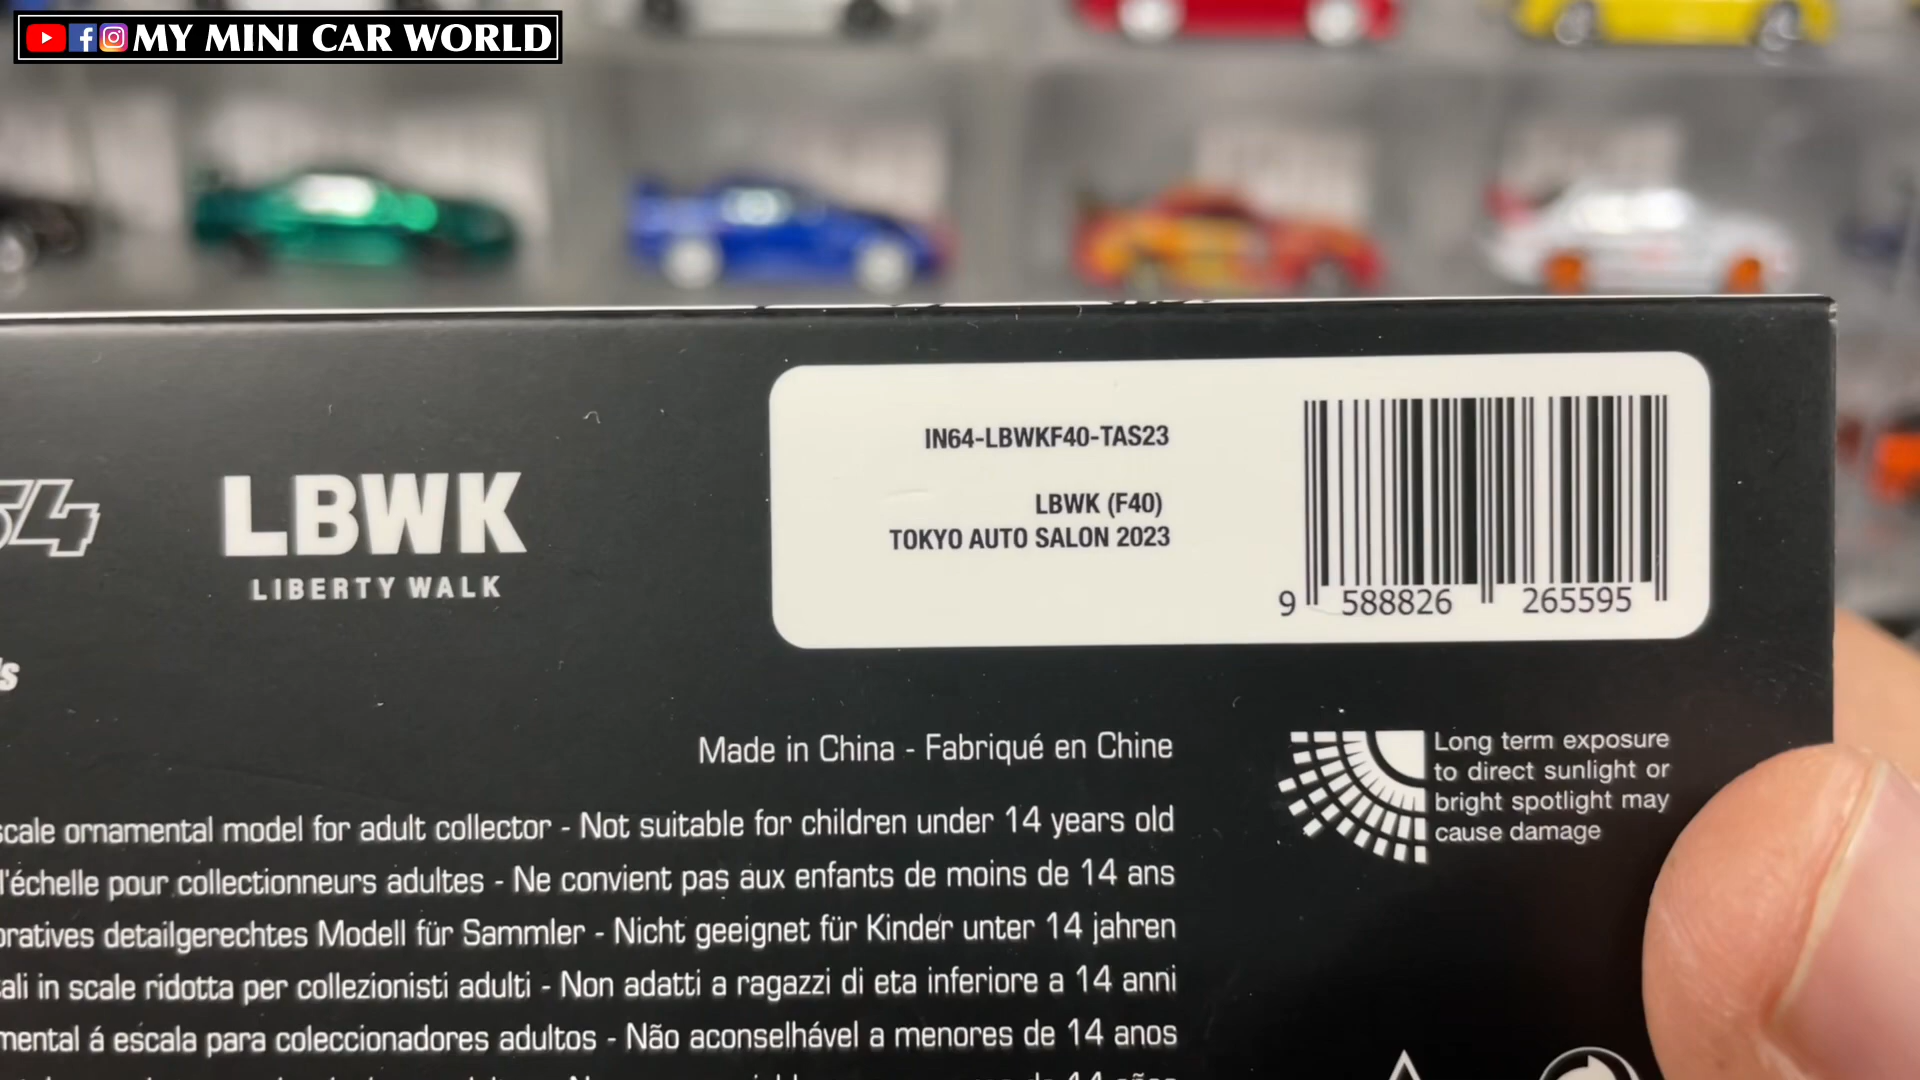 MY MINI CAR WORLD
IN64-LBWKF40-TAS23
LBWK (F40)
TOKYO AUTO SALON 2023
9 588826 265595
64
LBWK
LIBERTY WALK
Made in China - Fabriqué en Chine
Long term exposure
to direct sunlight or
bright spotlight may
cause damage
scale ornamental model for adult collector - Not suitable for children under 14 years old
l'échelle pour collectionneurs adultes - Ne convient pas aux enfants de moins de 14 ans
oratives detailgerechtes Modell für Sammler - Nicht geeignet für Kinder unter 14 jahren
ali in scale ridotta per collezionisti adulti - Non adatti a ragazzi di eta inferiore a 14 anni
mental á escala para coleccionadores adultos - Não aconselhável a menores de 14 anos